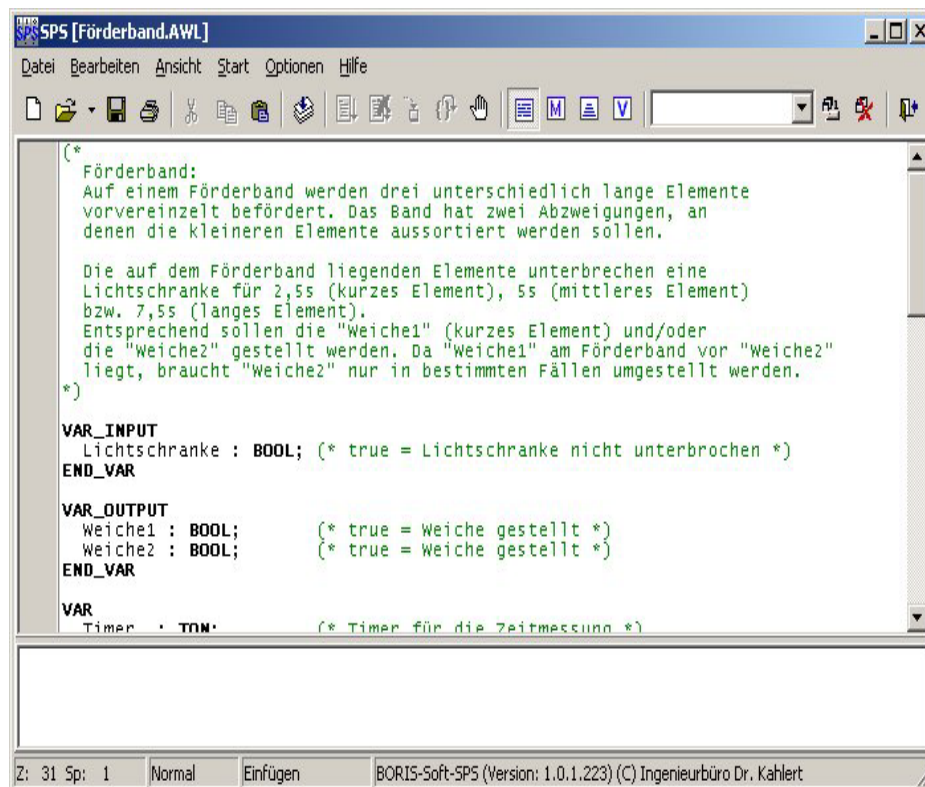 SPS [Förderband.AWL]
Datei Bearbeiten Ansicht Start Optionen Hilfe
M V
(*
Förderband:
Auf einem Förderband werden drei unterschiedlich lange Elemente
vorvereinzelt befördert. Das Band hat zwei Abzweigungen, an
denen die kleineren Elemente aussortiert werden sollen.
Die auf dem Förderband liegenden Elemente unterbrechen eine
Lichtschranke für 2,5s (kurzes Element), 5s (mittleres Element)
bzw. 7,5s (langes Element).
Entsprechend sollen die "Weiche1" (kurzes Element) und/oder
die "Weiche2" gestellt werden. Da "Weiche1" am Förderband vor "Weiche2"
liegt, braucht "Weiche2" nur in bestimmten Fällen umgestellt werden.
*)
VAR_INPUT
Lichtschranke : BOOL; (* true = Lichtschranke nicht unterbrochen *)
END_VAR
VAR_OUTPUT
Weiche1 : BOOL; (* true = Weiche gestellt *)
Weiche2 : BOOL; (* true = Weiche gestellt *)
END_VAR
VAR
Timer : TON; (* Timer für die Zeitmessung *)
Z: 31 Sp: 1 Normal Einfügen BORIS-Soft-SPS (Version: 1.0.1.223) (C) Ingenieurbüro Dr. Kahlert